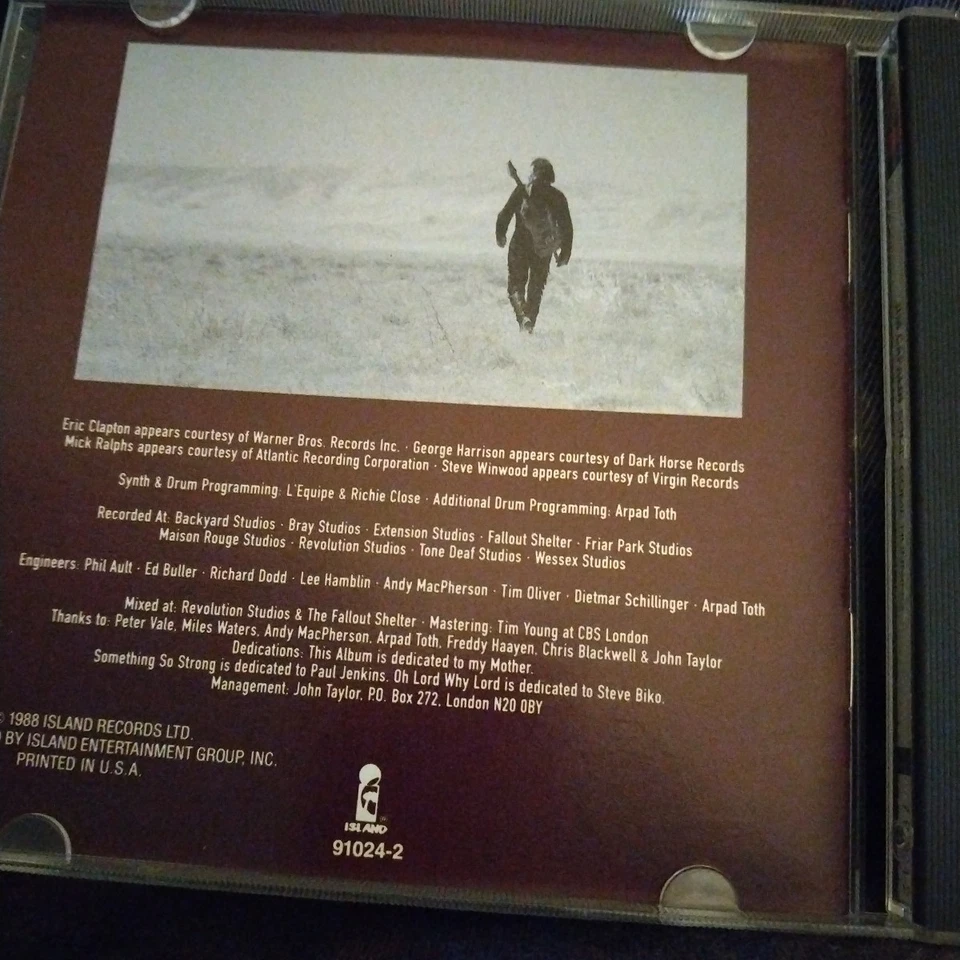 Eric Clapton appears courtesy of Warner Bros. Records Inc. · George Harrison appears courtesy of Dark Horse Records
Mick Ralphs appears courtesy of Atlantic Recording Corporation · Steve Winwood appears courtesy of Virgin Records
Synth & Drum Programming: L'Equipe & Richie Close · Additional Drum Programming: Arpad Toth
Recorded At: Backyard Studios · Bray Studios · Extension Studios · Fallout Shelter · Friar Park Studios
Maison Rouge Studios · Revolution Studios · Tone Deaf Studios · Wessex Studios
Engineers: Phil Ault · Ed Buller · Richard Dodd · Lee Hamblin · Andy MacPherson · Tim Oliver · Dietmar Schillinger · Arpad Toth
Mixed at: Revolution Studios & The Fallout Shelter · Mastering: Tim Young at CBS London
Thanks to: Peter Vale, Miles Waters, Andy MacPherson, Arpad Toth, Freddy Haayen, Chris Blackwell & John Taylor
Dedications: This Album is dedicated to my Mother.
Something So Strong is dedicated to Paul Jenkins. Oh Lord Why Lord is dedicated to Steve Biko.
Management: John Taylor, P.O. Box 272, London N20 0BY
© 1988 ISLAND RECORDS LTD.
BY ISLAND ENTERTAINMENT GROUP, INC.
PRINTED IN U.S.A.
ISLAND
91024-2